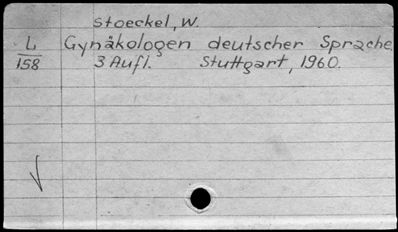 Stoeckel, W.
L Gynäkologen deutscher Sprache
158 3 Aufl. Stuttgart, 1960.